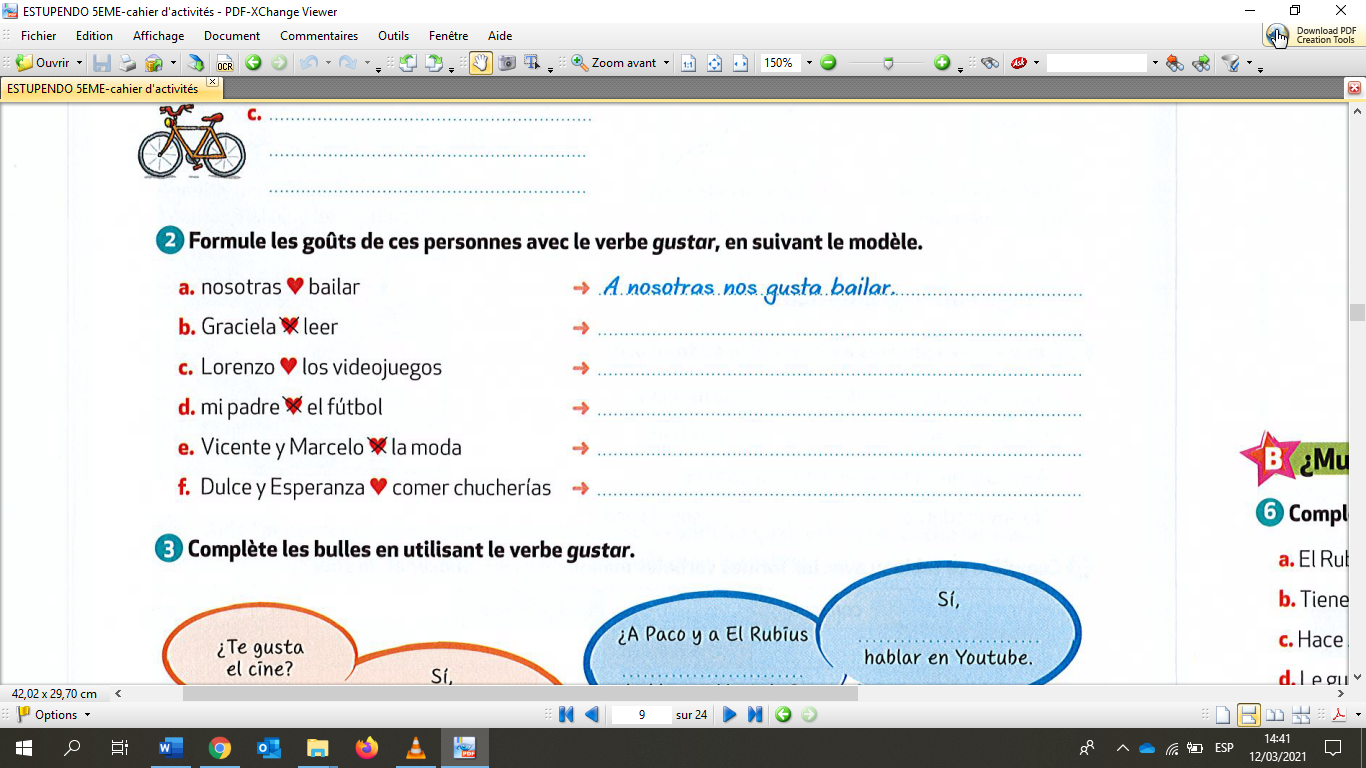 ESTUPENDO 5EME-cahier d'activités - PDF-XChange Viewer
Fichier Edition Affichage Document Commentaires Outils Fenêtre Aide
Download PDF
Creation Tools
Ouvrir OCR Zoom avant 150%
ESTUPENDO 5EME-cahier d'activités
c.
2 Formule les goûts de ces personnes avec le verbe gustar, en suivant le modèle.
a. nosotras bailar A nosotras nos gusta bailar.
b. Graciela leer
c. Lorenzo los videojuegos
d. mi padre el fútbol
e. Vicente y Marcelo la moda
f. Dulce y Esperanza comer chucherías
B ¿Mu
6 Compl
3 Complète les bulles en utilisant le verbe gustar.
a. El Rub
b. Tiene
c. Hace
d. Le gu
¿Te gusta
el cine?
Sí,
¿A Paco y a El Rubius
Sí,
hablar en Youtube.
42,02 x 29,70 cm
Options 9 sur 24
ESP 14:41
12/03/2021